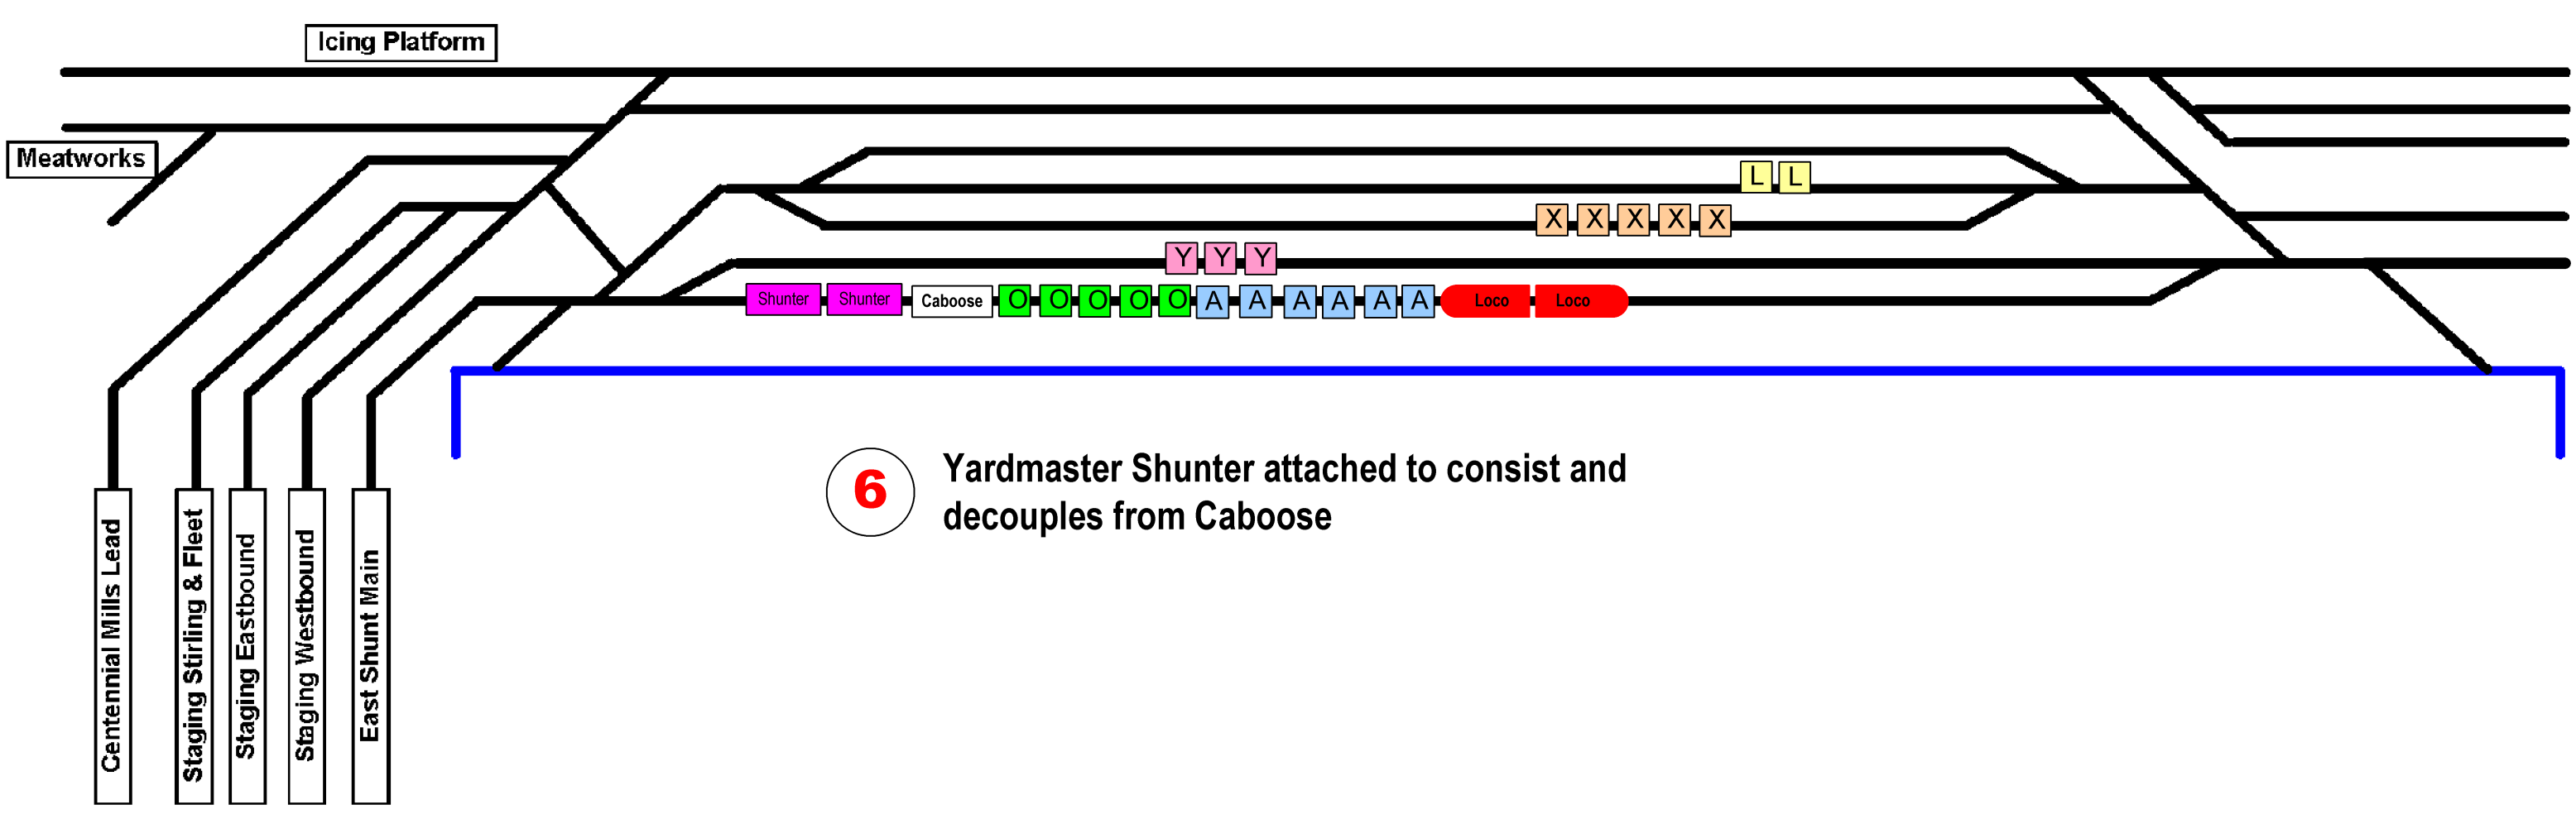 Icing Platform
Meatworks
L L
X X X X X
Y Y Y
Shunter Shunter Caboose O O O O O A A A A A A Loco Loco
6
Yardmaster Shunter attached to consist and
decouples from Caboose
Centennial Mills Lead
Staging Stirling & Fleet
Staging Eastbound
Staging Westbound
East Shunt Main